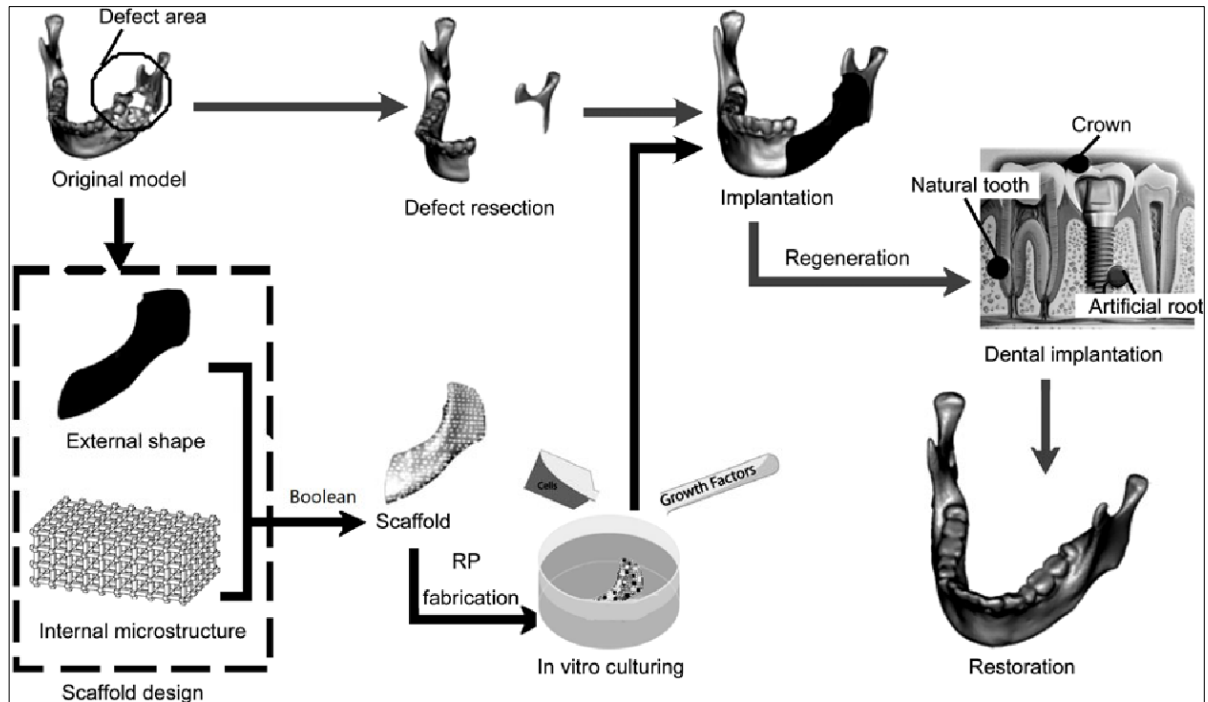 Defect area
Original model
Defect resection
Implantation
Crown
Natural tooth
Regeneration
Artificial root
Dental implantation
External shape
Boolean
Scaffold
Cells
Growth Factors
RP
fabrication
Internal microstructure
In vitro culturing
Restoration
Scaffold design